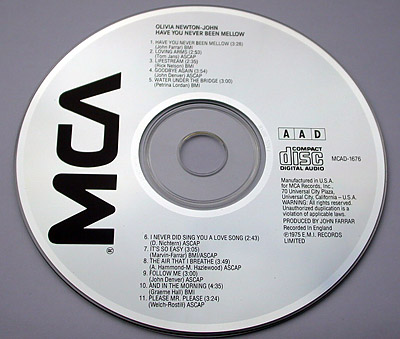 OLIVIA NEWTON-JOHN
HAVE YOU NEVER BEEN MELLOW
1. HAVE YOU NEVER BEEN MELLOW (3:28)
(John Farrar) BMI
2. LOVING ARMS (2:53)
(Tom Jans) ASCAP
3. LIFESTREAM (2:35)
(Rick Nelson) BMI
4. GOODBYE AGAIN (3:54)
(John Denver) ASCAP
5. WATER UNDER THE BRIDGE (3:00)
(Petrina Lordan) BMI
MCA
®
A A D
COMPACT
disc
DIGITAL AUDIO
MCAD-1676
Manufactured in U.S.A.
for MCA Records, Inc.,
70 Universal City Plaza,
Universal City, California – U.S.A.
WARNING: All rights reserved.
Unauthorized duplication is a
violation of applicable laws.
PRODUCED BY JOHN FARRAR
Recorded In England
℗1975 E.M.I. RECORDS
LIMITED
6. I NEVER DID SING YOU A LOVE SONG (2:43)
(D. Nichtern) ASCAP
7. IT'S SO EASY (3:05)
(Marvin-Farrar) BMI/ASCAP
8. THE AIR THAT I BREATHE (3:49)
(A. Hammond-M. Hazlewood) ASCAP
9. FOLLOW ME (3:00)
(John Denver) ASCAP
10. AND IN THE MORNING (4:35)
(Graeme Hall) BMI
11. PLEASE MR. PLEASE (3:24)
(Welch-Rostill) ASCAP